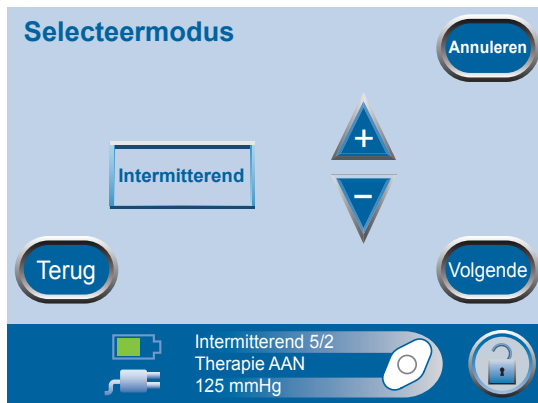 Selecteermodus
Annuleren
+
Intermitterend
−
Terug
Volgende
Intermitterend 5/2
Therapie AAN
125 mmHg